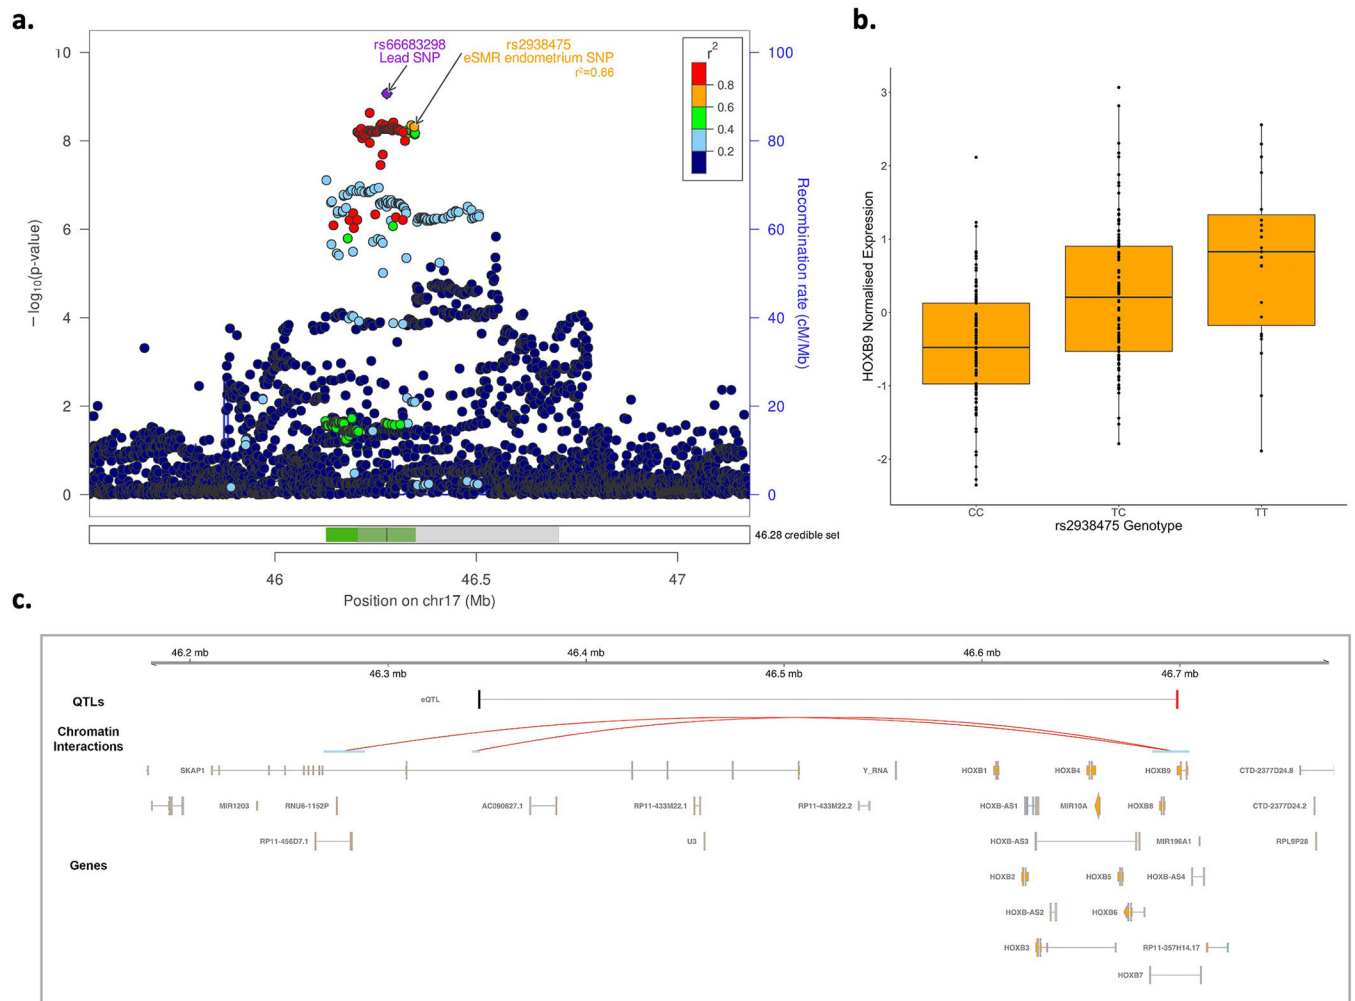 a.
rs66683298
Lead SNP
rs2938475
eSMR endometrium SNP
r²=0.66
r²
0.8
0.6
0.4
0.2
10
8
6
4
2
0
− log₁₀(p-value)
100
80
60
40
20
0
Recombination rate (cM/Mb)
46.28 credible set
46
46.5
47
Position on chr17 (Mb)
b.
3
2
1
0
-1
-2
HOXB9 Normalised Expression
CC
TC
TT
rs2938475 Genotype
c.
46.2 mb
46.4 mb
46.6 mb
46.3 mb
46.5 mb
46.7 mb
QTLs
eQTL
Chromatin
Interactions
SKAP1
Y_RNA
HOXB1
HOXB4
HOXB9
CTD-2377D24.8
MIR1203
RNU6-1152P
AC090627.1
RP11-433M22.1
RP11-433M22.2
HOXB-AS1
MIR10A
HOXB8
CTD-2377D24.2
RP11-456D7.1
U3
HOXB-AS3
MIR196A1
RPL9P28
Genes
HOXB2
HOXB5
HOXB-AS4
HOXB-AS2
HOXB6
HOXB3
RP11-357H14.17
HOXB7